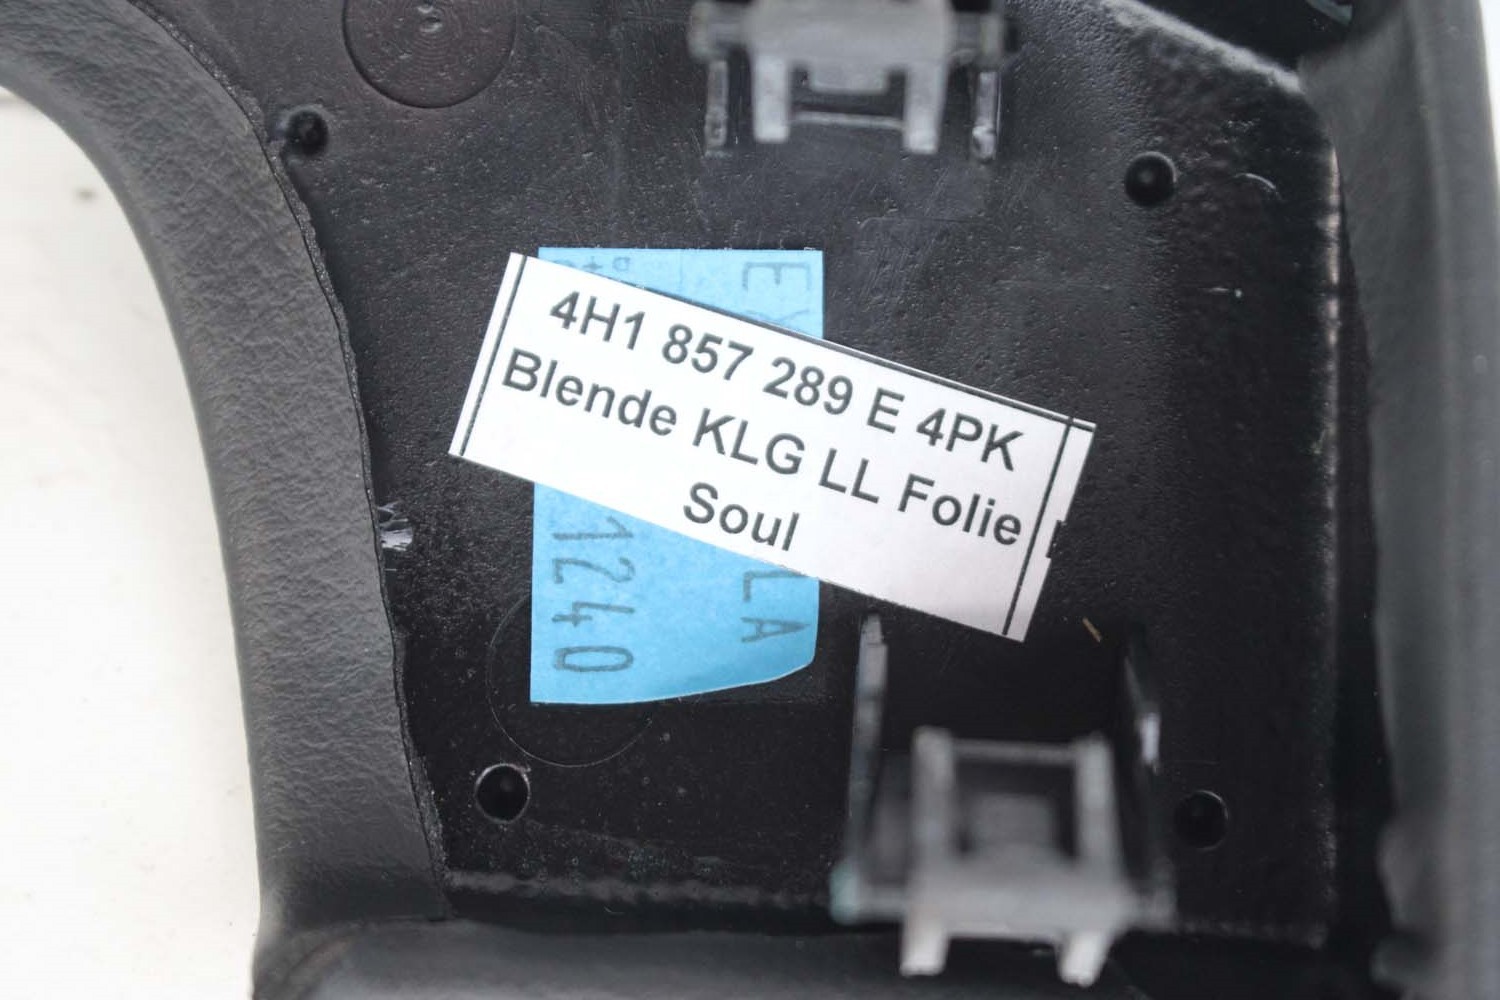 4H1 857 289 E 4PK
Blende KLG LL Folie
Soul
1240